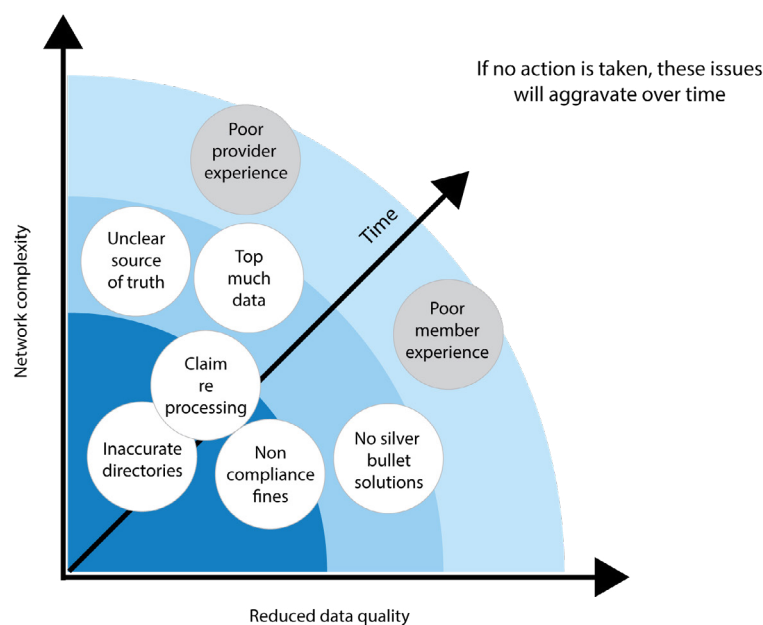 If no action is taken, these issues
will aggravate over time
Poor
provider
experience
Time
Unclear
source
of truth
Top
much
data
Poor
member
experience
Network complexity
Claim
re
processing
Inaccurate
directories
Non
compliance
fines
No silver
bullet
solutions
Reduced data quality